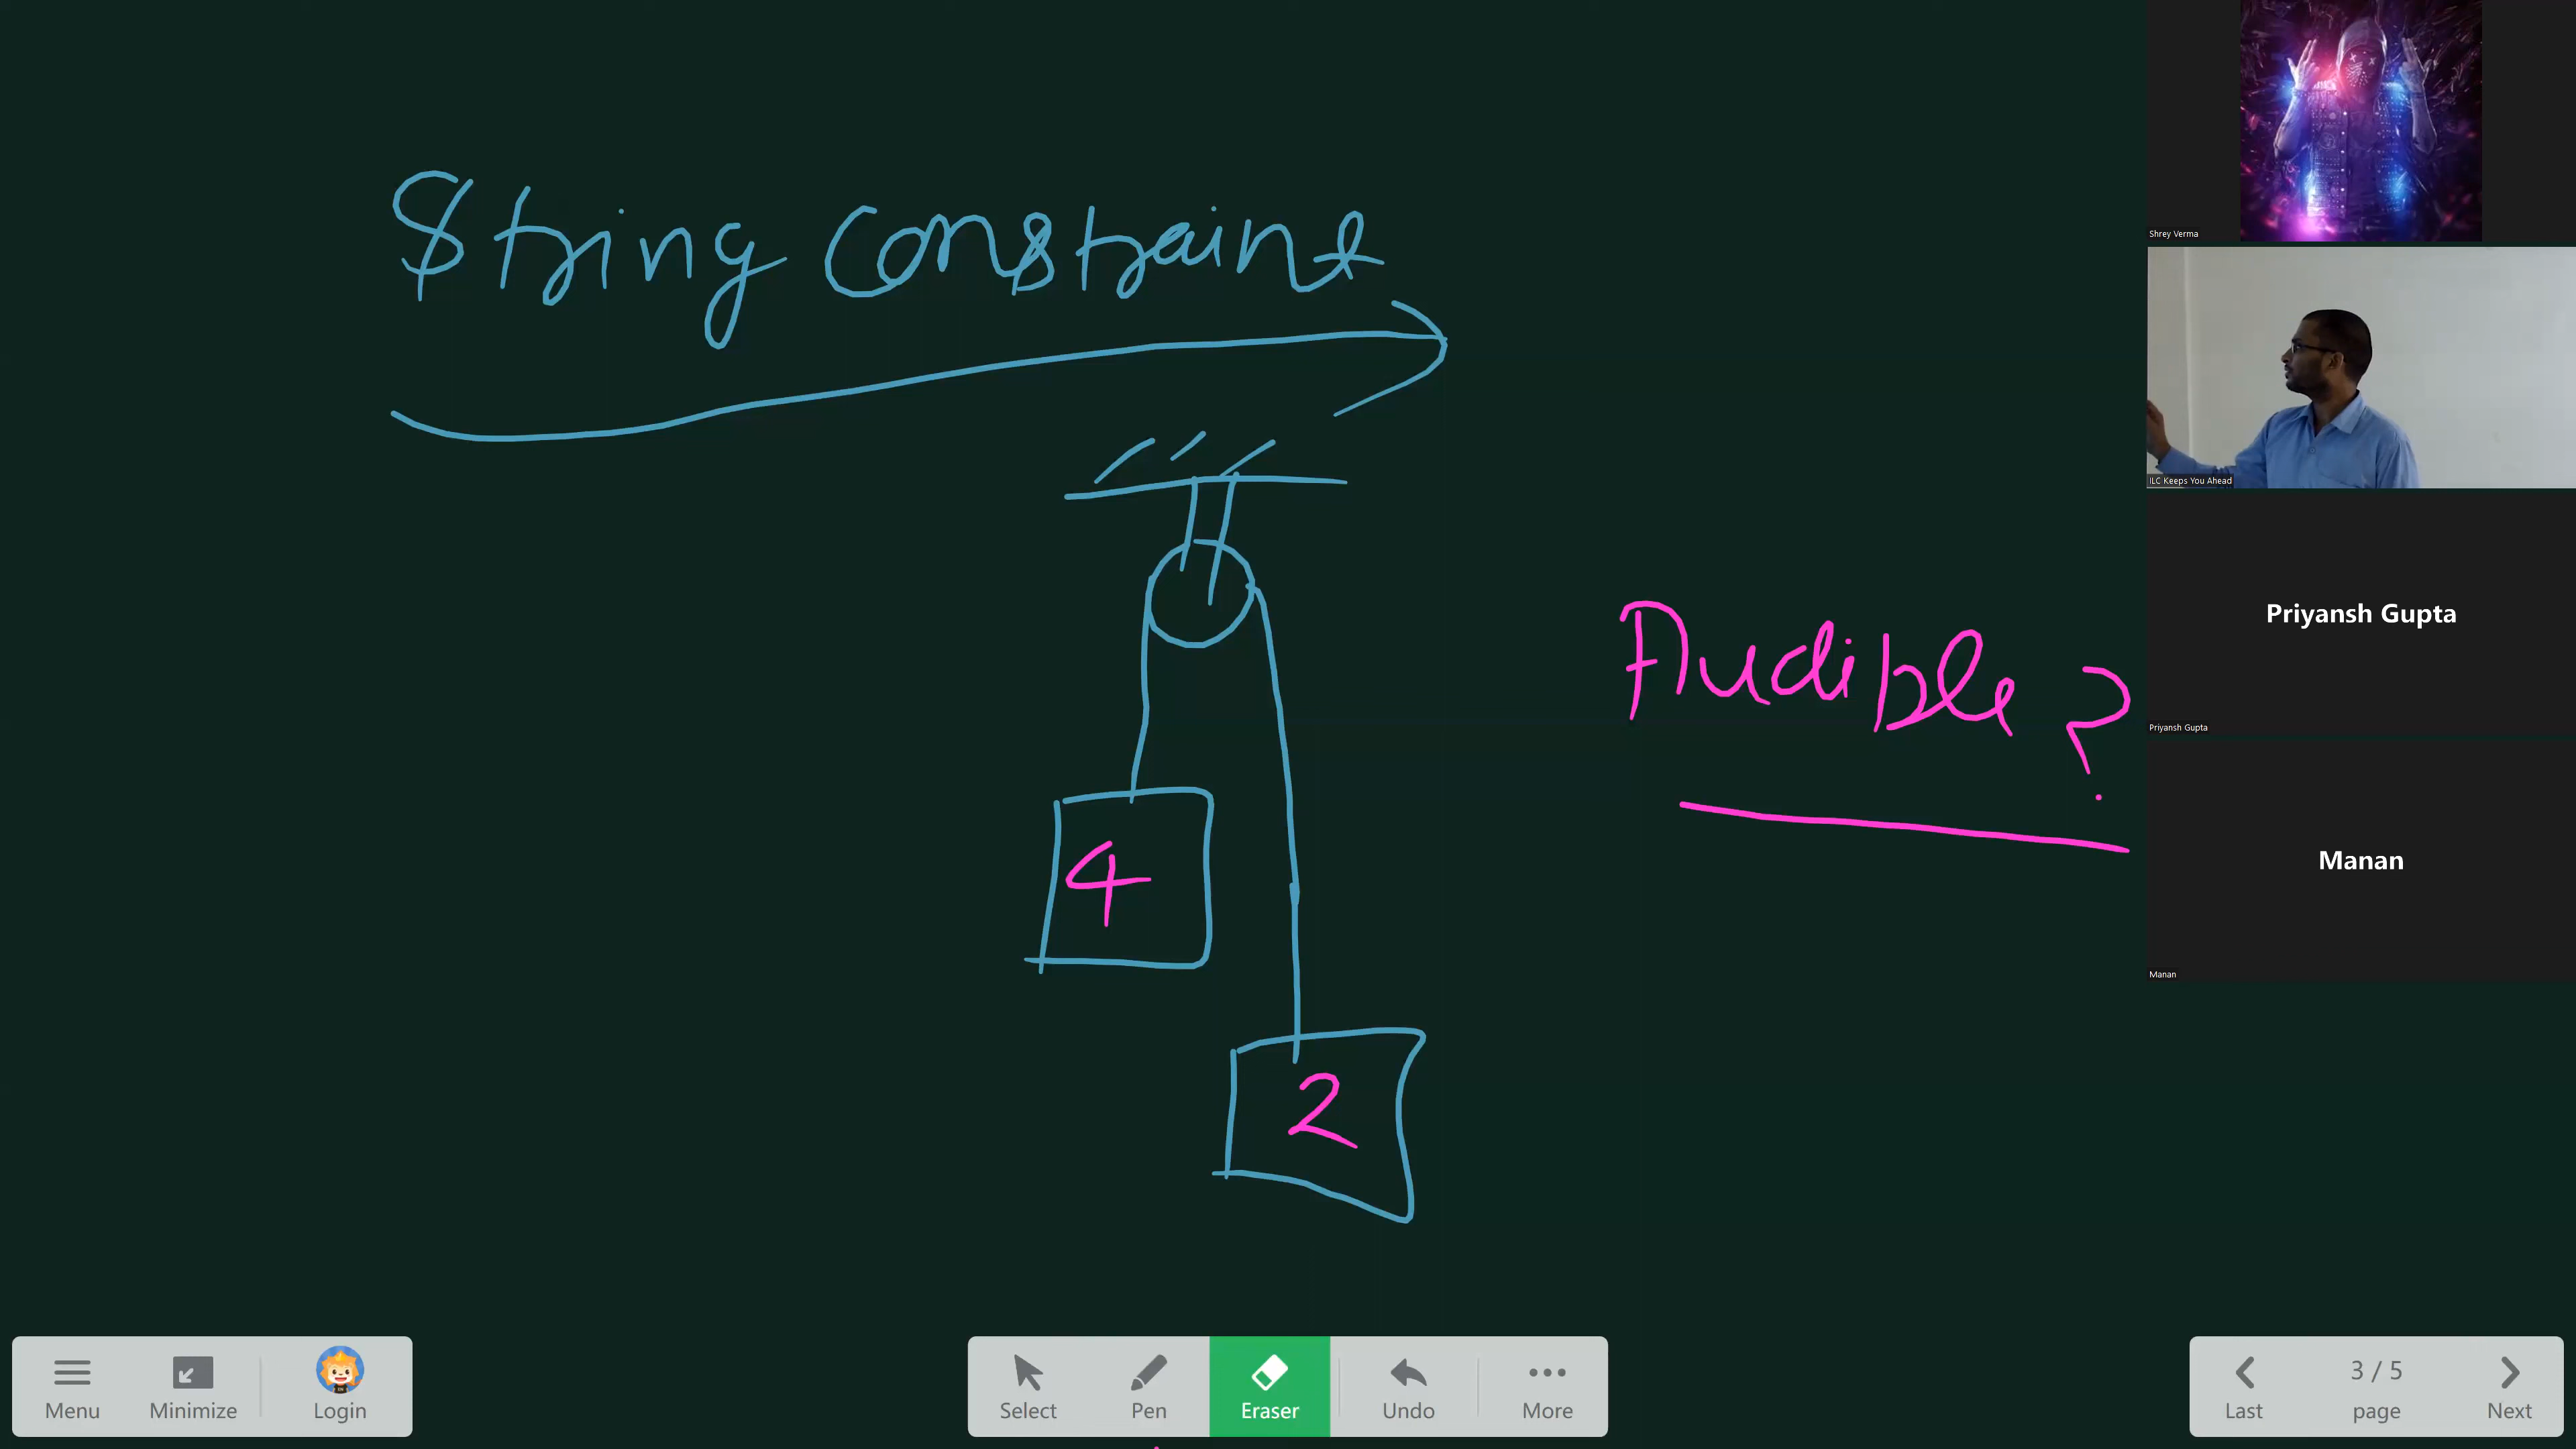 String constraint
Shrey Verma
ILC Keeps You Ahead
Audible?
Priyansh Gupta
Priyansh Gupta
4
Manan
Manan
2
Menu
Minimize
Login
Select
Pen
Eraser
Undo
More
Last
3 / 5
page
Next